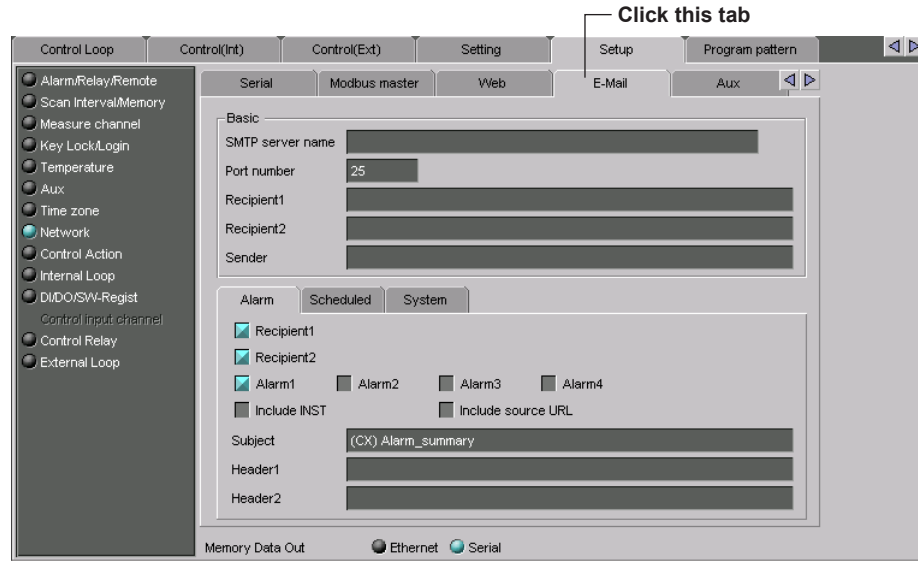 Click this tab
Control Loop Control(Int) Control(Ext) Setting Setup Program pattern
Alarm/Relay/Remote
Scan Interval/Memory
Measure channel
Key Lock/Login
Temperature
Aux
Time zone
Network
Control Action
Internal Loop
DI/DO/SW-Regist
Control input channel
Control Relay
External Loop
Serial Modbus master Web E-Mail Aux
Basic
SMTP server name
Port number 25
Recipient1
Recipient2
Sender
Alarm Scheduled System
Recipient1
Recipient2
Alarm1 Alarm2 Alarm3 Alarm4
Include INST Include source URL
Subject (CX) Alarm_summary
Header1
Header2
Memory Data Out Ethernet Serial